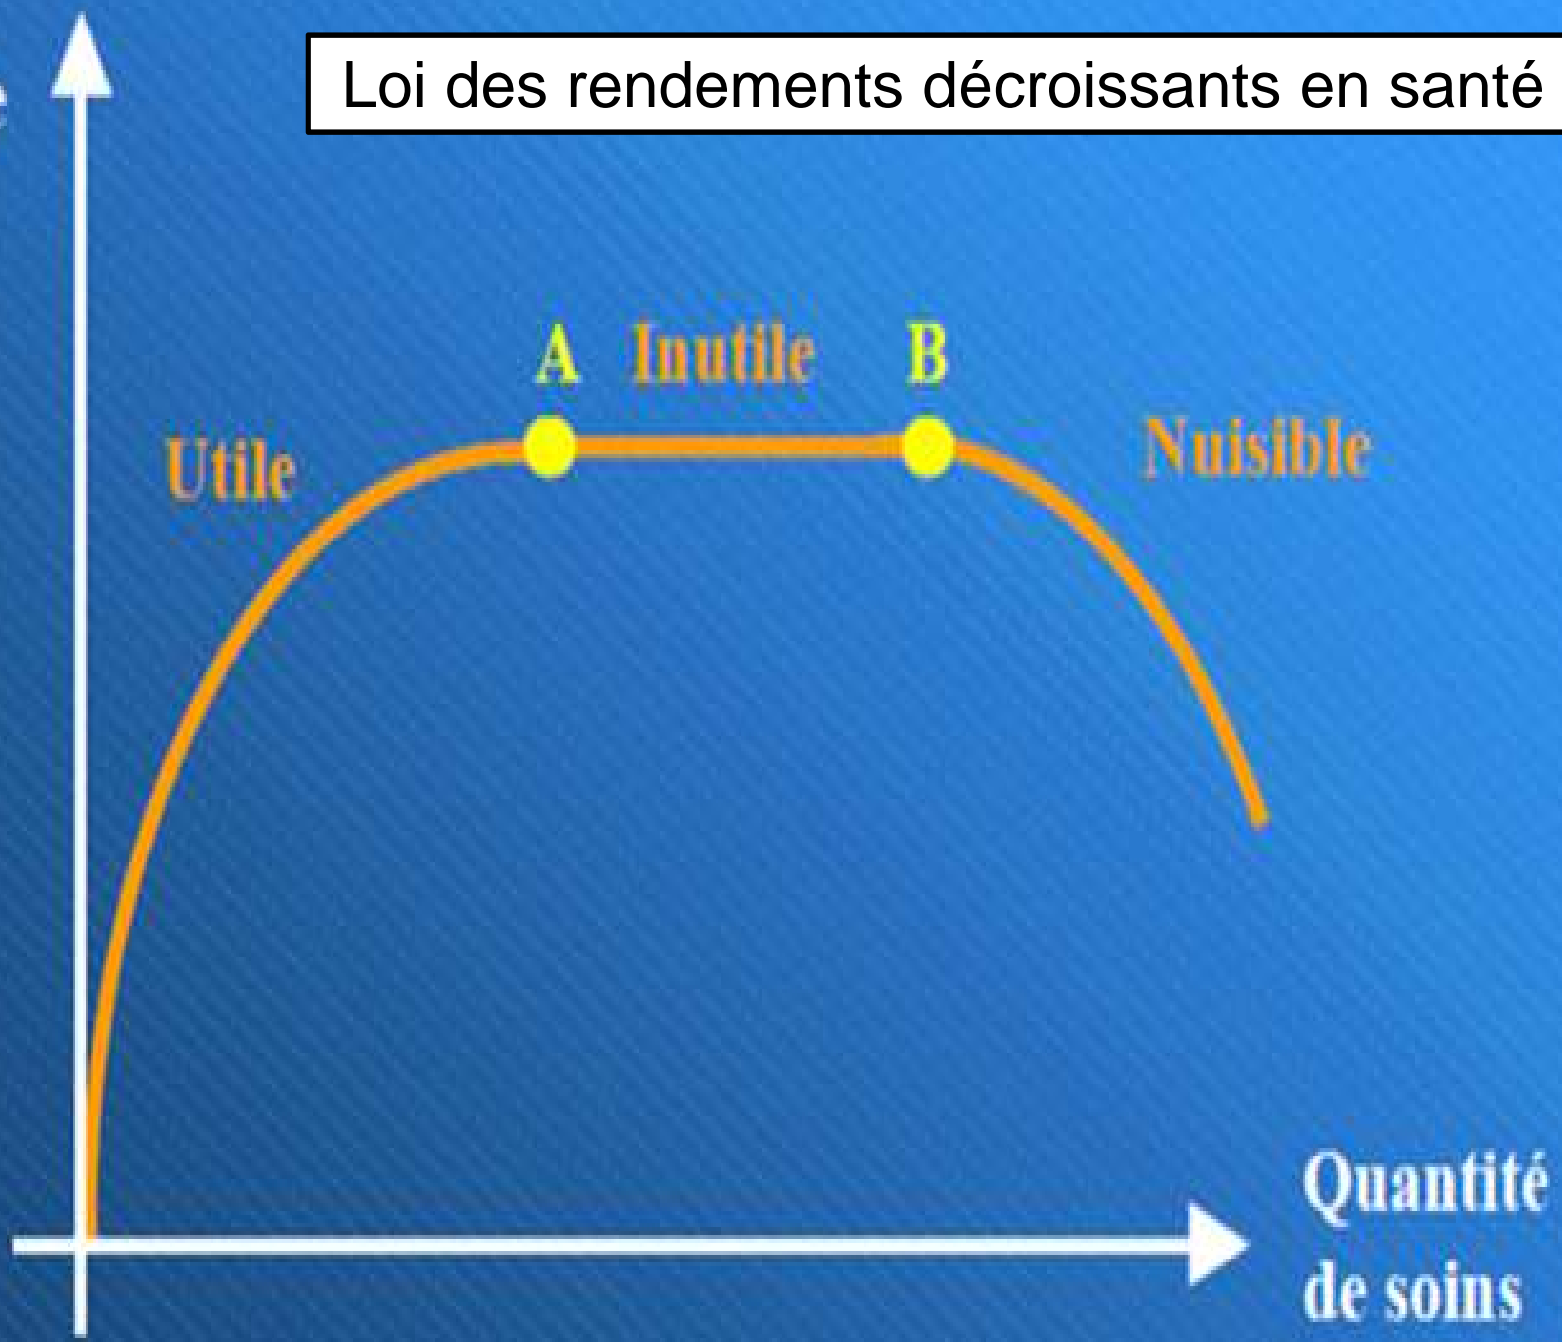 Loi des rendements décroissants en santé
A Inutile B
Utile
Nuisible
Quantité
de soins